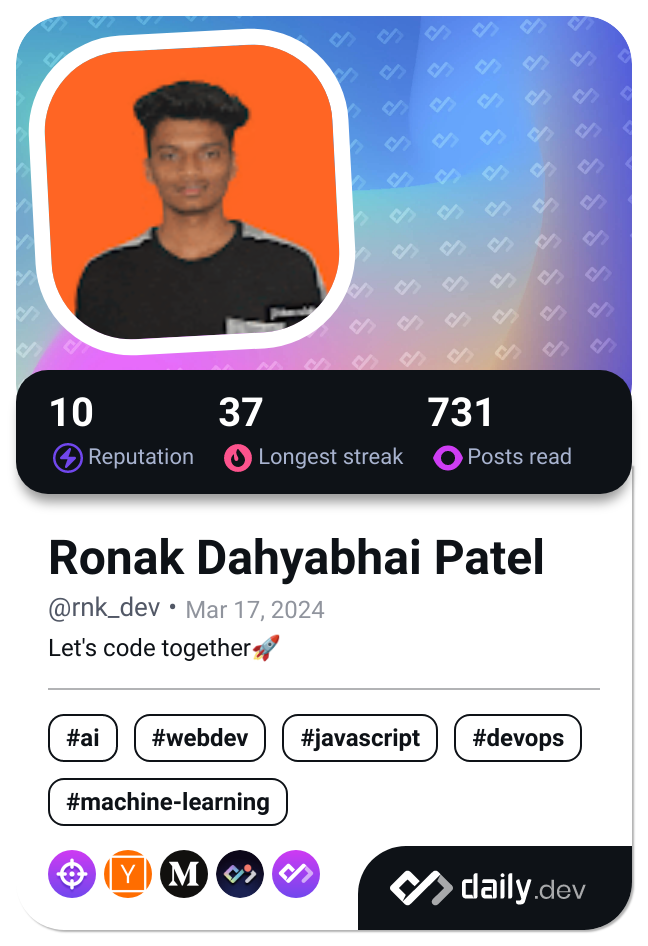 10 37 731
Reputation Longest streak Posts read
Ronak Dahyabhai Patel
@rnk_dev • Mar 17, 2024
Let's code together🚀
#ai #webdev #javascript #devops
#machine-learning
Y M daily.dev